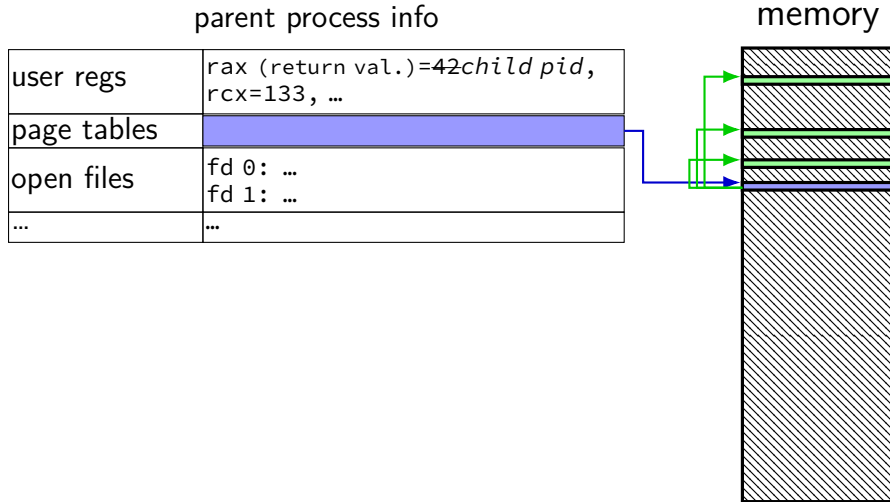 parent process info
memory
user regs
rax (return val.)=42child pid,
rcx=133, …
page tables
open files
fd 0: …
fd 1: …
…
…